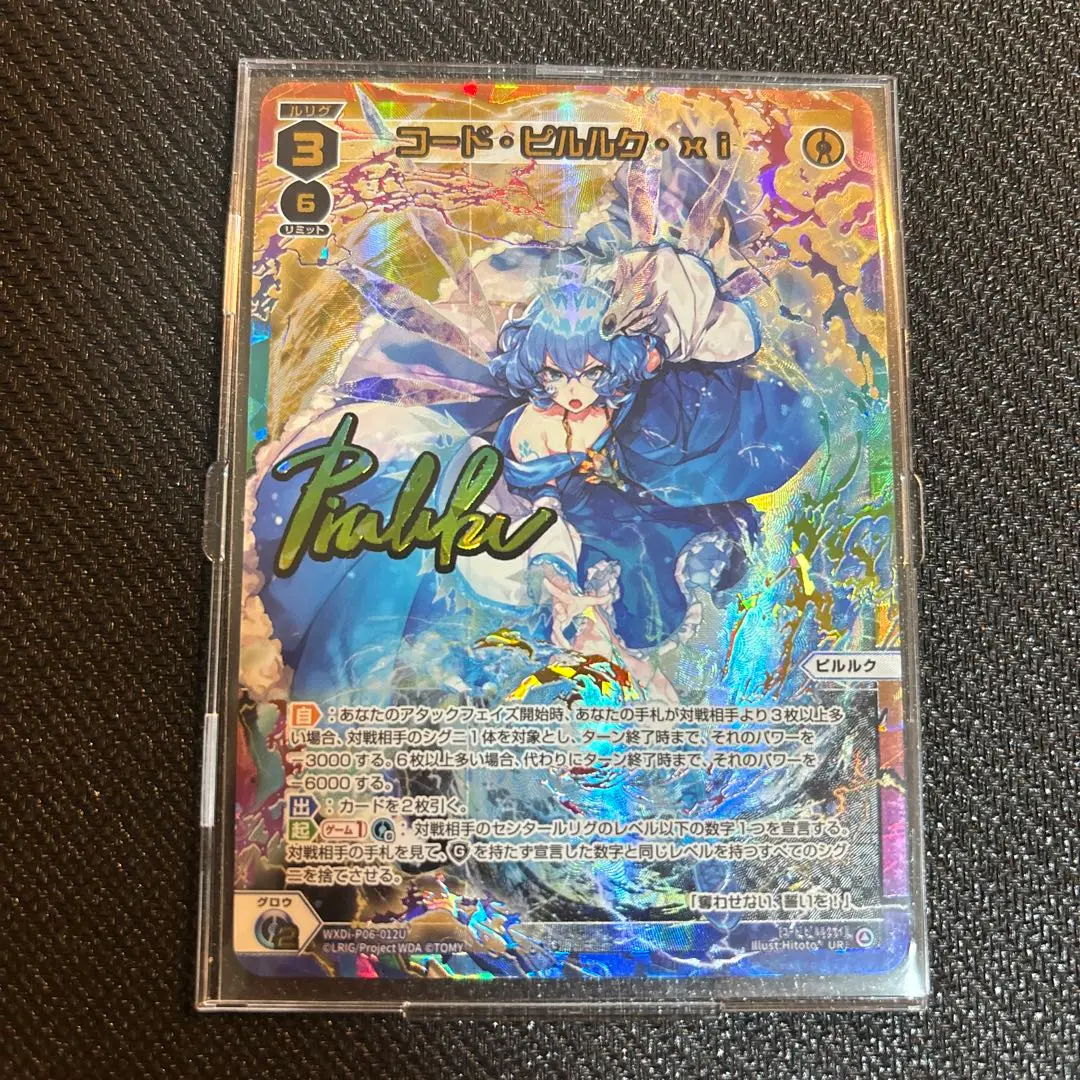 ルリグ
3
コード・ピルルク・xi
6
リミット
Piruluku
ピルルク
自：あなたのアタックフェイズ開始時、あなたの手札が対戦相手より3枚以上多
い場合、対戦相手のシグニ1体を対象とし、ターン終了時まで、それのパワーを
－3000する。6枚以上多い場合、代わりにターン終了時まで、それのパワーを
－6000する。
出：カードを2枚引く。
起 ゲーム1 0：対戦相手のセンタールリグのレベル以下の数字1つを宣言する。
対戦相手の手札を見て、Gを持たず宣言した数字と同じレベルを持つすべてのシグ
ニを捨てさせる。
「奪わせない、誓いを！」
グロウ
2
WXDi-P06-012U
©LRIG/Project WDA ©TOMY
Illust:Hitoto* UR